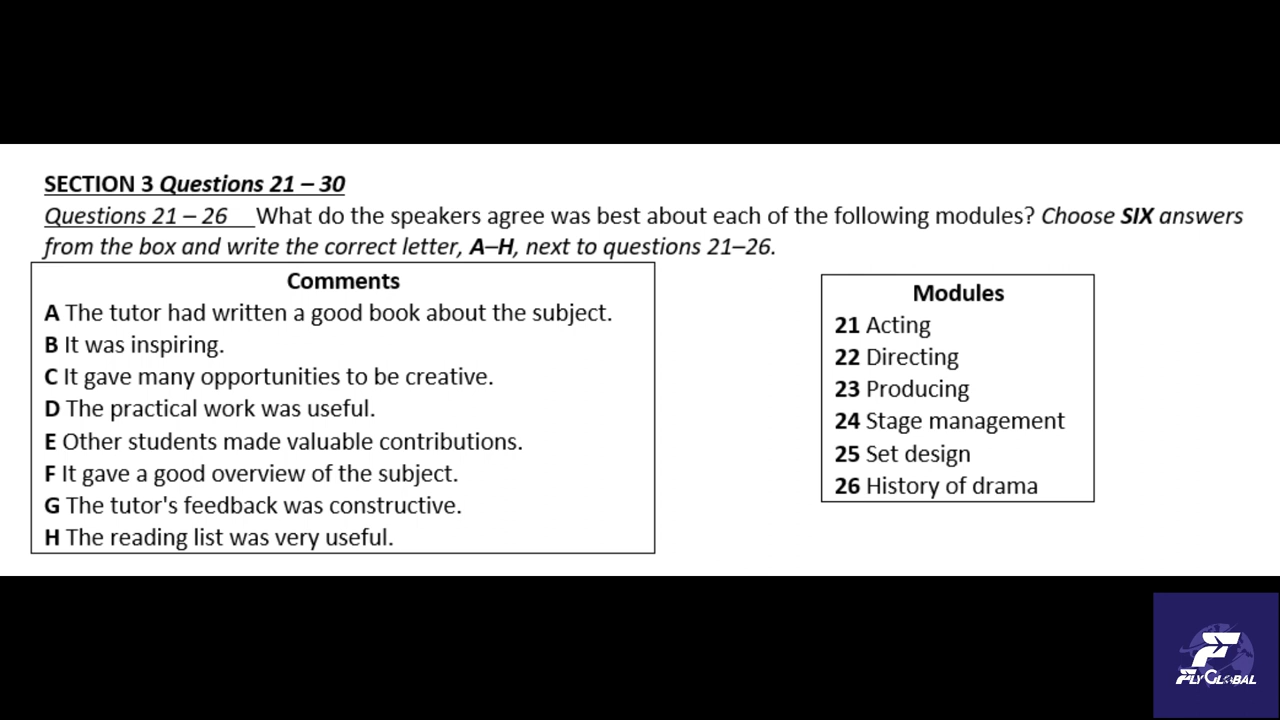 SECTION 3 Questions 21 – 30
Questions 21 – 26 What do the speakers agree was best about each of the following modules? Choose SIX answers
from the box and write the correct letter, A–H, next to questions 21–26.
Comments
A The tutor had written a good book about the subject.
B It was inspiring.
C It gave many opportunities to be creative.
D The practical work was useful.
E Other students made valuable contributions.
F It gave a good overview of the subject.
G The tutor's feedback was constructive.
H The reading list was very useful.
Modules
21 Acting
22 Directing
23 Producing
24 Stage management
25 Set design
26 History of drama
FLYGLOBAL